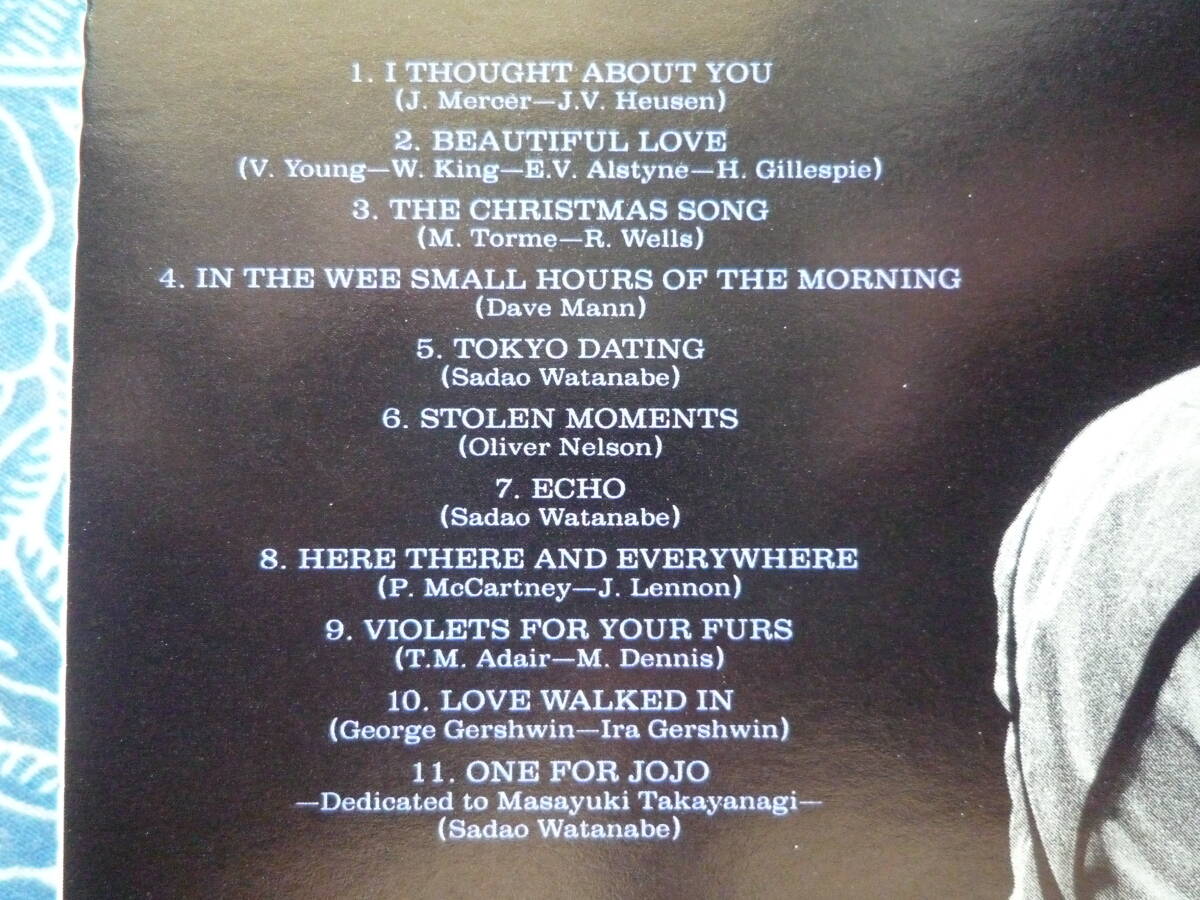 1. I THOUGHT ABOUT YOU
(J. Mercer—J.V. Heusen)
2. BEAUTIFUL LOVE
(V. Young—W. King—E.V. Alstyne—H. Gillespie)
3. THE CHRISTMAS SONG
(M. Torme—R. Wells)
4. IN THE WEE SMALL HOURS OF THE MORNING
(Dave Mann)
5. TOKYO DATING
(Sadao Watanabe)
6. STOLEN MOMENTS
(Oliver Nelson)
7. ECHO
(Sadao Watanabe)
8. HERE THERE AND EVERYWHERE
(P. McCartney—J. Lennon)
9. VIOLETS FOR YOUR FURS
(T.M. Adair—M. Dennis)
10. LOVE WALKED IN
(George Gershwin—Ira Gershwin)
11. ONE FOR JOJO
—Dedicated to Masayuki Takayanagi—
(Sadao Watanabe)